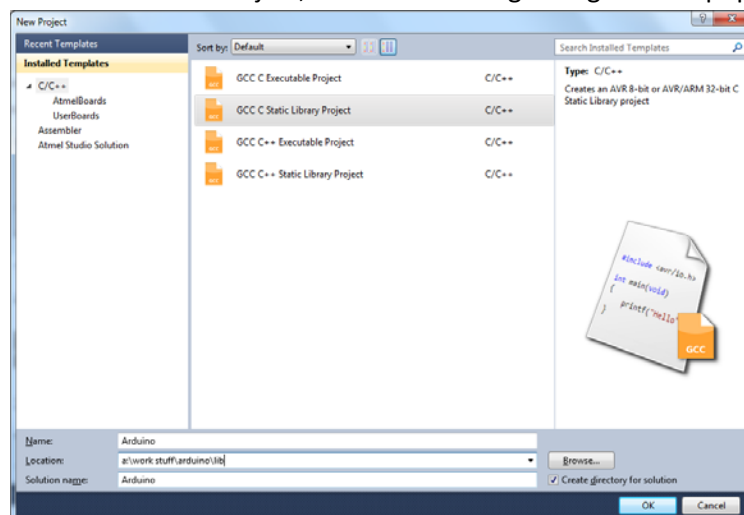 New Project
Recent Templates
Sort by: Default
Search Installed Templates
Installed Templates
C/C++
AtmelBoards
UserBoards
Assembler
Atmel Studio Solution
GCC C Executable Project C/C++
GCC C Static Library Project C/C++
GCC C++ Executable Project C/C++
GCC C++ Static Library Project C/C++
Type: C/C++
Creates an AVR 8-bit or AVR/ARM 32-bit C
Static Library project
#include <avr/io.h>
int main(void)
{
printf("Hello"
}
GCC
Name: Arduino
Location: a:\work stuff\arduino\lib
Browse...
Solution name: Arduino
Create directory for solution
OK Cancel